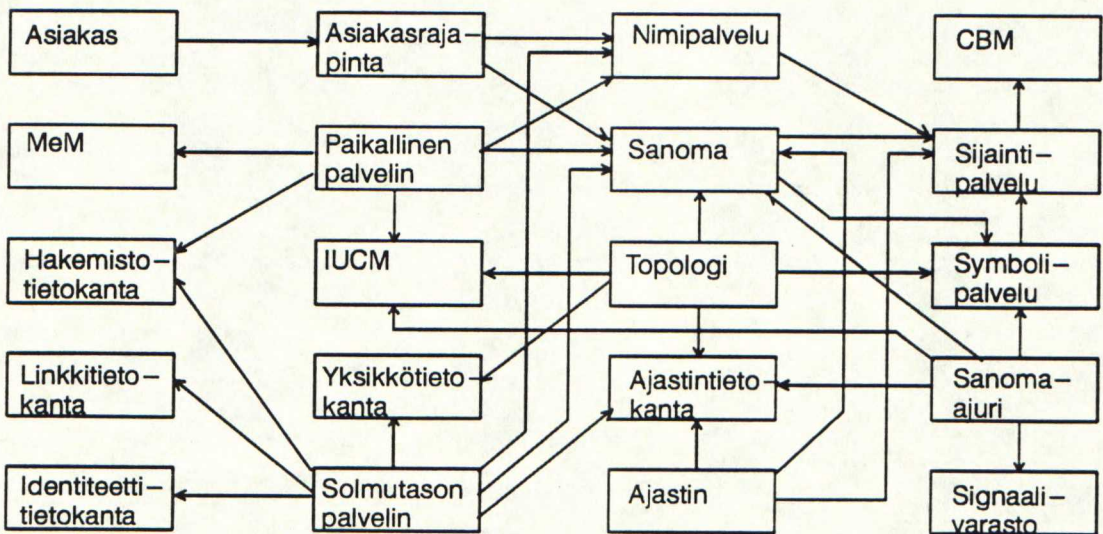 Asiakas
Asiakasraja–
pinta
Nimipalvelu
CBM
MeM
Paikallinen
palvelin
Sanoma
Sijainti–
palvelu
Hakemisto–
tietokanta
IUCM
Topologi
Symboli–
palvelu
Linkkitieto–
kanta
Yksikkötieto–
kanta
Ajastintieto–
kanta
Sanoma–
ajuri
Identiteetti–
tietokanta
Solmutason
palvelin
Ajastin
Signaali–
varasto